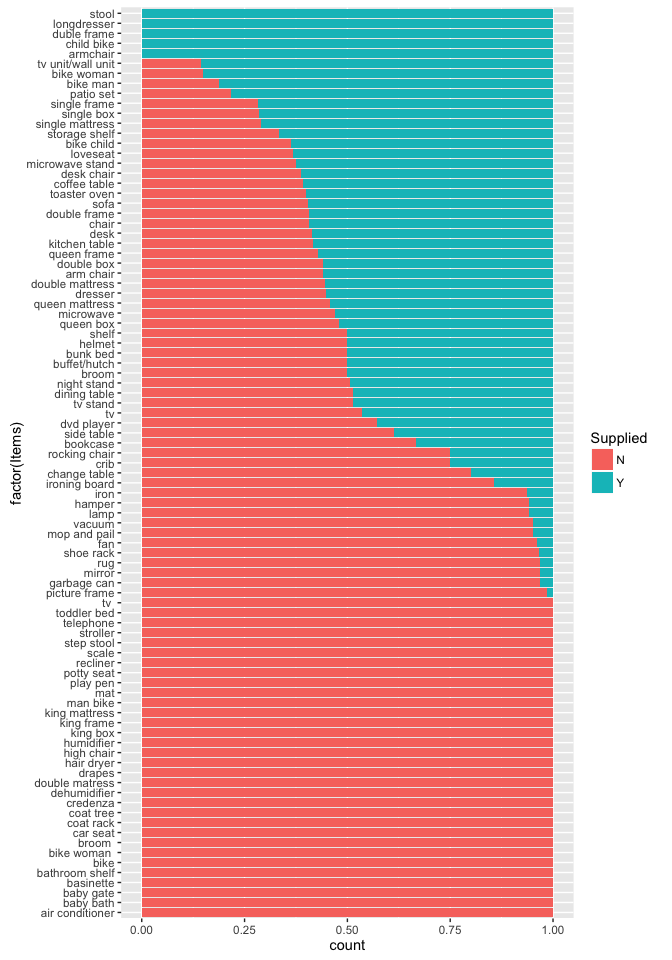 stool
longdresser
duble frame
child bike
armchair
tv unit/wall unit
bike woman
bike man
patio set
single frame
single box
single mattress
storage shelf
bike child
loveseat
microwave stand
desk chair
coffee table
toaster oven
sofa
double frame
chair
desk
kitchen table
queen frame
double box
arm chair
double mattress
dresser
queen mattress
microwave
queen box
shelf
helmet
bunk bed
buffet/hutch
broom
night stand
dining table
tv stand
tv
dvd player
side table
bookcase
rocking chair
crib
change table
ironing board
iron
hamper
lamp
vacuum
mop and pail
fan
shoe rack
rug
mirror
garbage can
picture frame
tv
toddler bed
telephone
stroller
step stool
scale
recliner
potty seat
play pen
mat
man bike
king mattress
king frame
king box
humidifier
high chair
hair dryer
drapes
double matress
dehumidifier
credenza
coat tree
coat rack
car seat
broom
bike woman
bike
bathroom shelf
basinette
baby gate
baby bath
air conditioner
factor(Items)
0.00 0.25 0.50 0.75 1.00
count
Supplied
N
Y